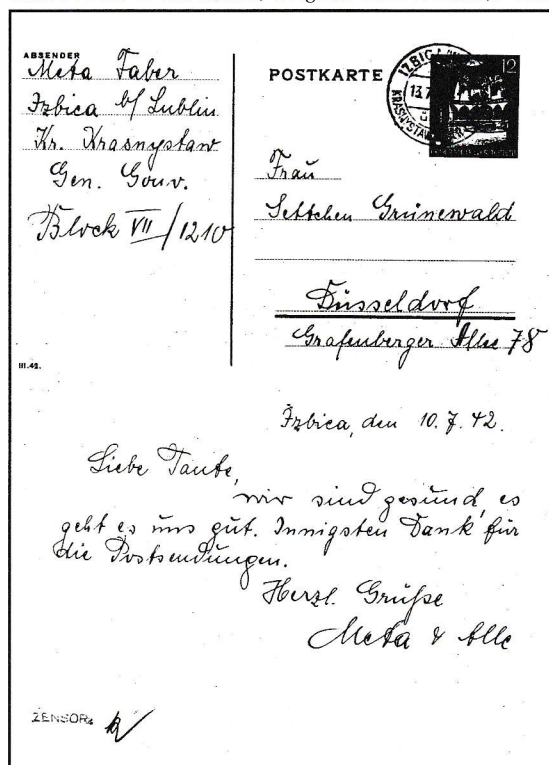 ABSENDER
Meta Faber
Izbica b/ Lublin
Kr. Krasnystaw
Gen. Gouv.
Block VII/1210
POSTKARTE
IZBICA
13.7
KRASNYSTAW
12
Frau
Settchen Grünewald
Düsseldorf
Grafenberger Allee 78
III.42.
Izbica, den 10.7.42.
Liebe Tante,
wir sind gesund, es
geht es uns gut. Innigsten Dank für
die Postsendungen.
Herzl. Grüße
Meta & Alle
ZENSOR: